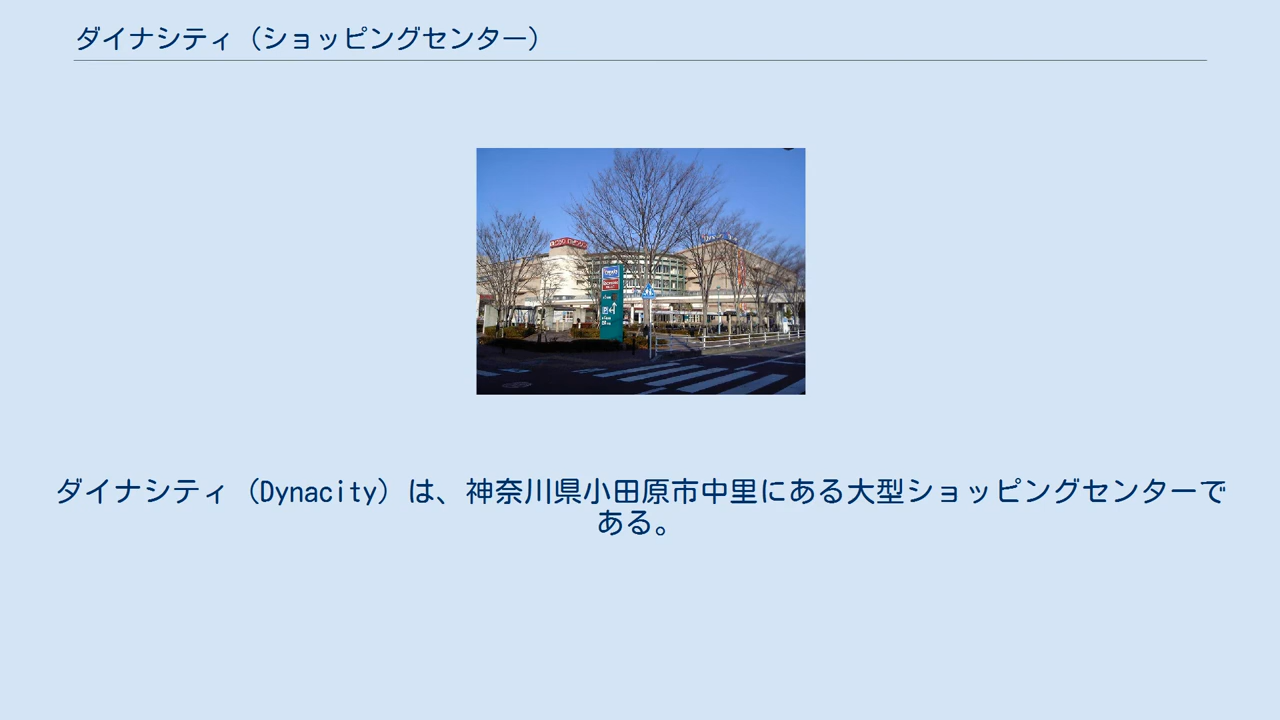 ダイナシティ（ショッピングセンター）
ダイナシティ（Dynacity）は、神奈川県小田原市中里にある大型ショッピングセンターで
ある。